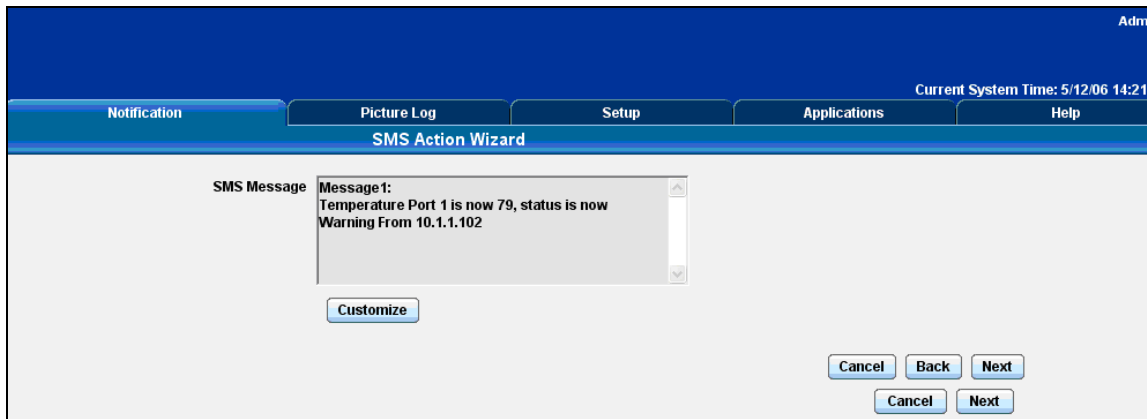 Adm
Current System Time: 5/12/06 14:21
Notification Picture Log Setup Applications Help
SMS Action Wizard
SMS Message
Message1:
Temperature Port 1 is now 79, status is now
Warning From 10.1.1.102
Customize
Cancel Back Next
Cancel Next